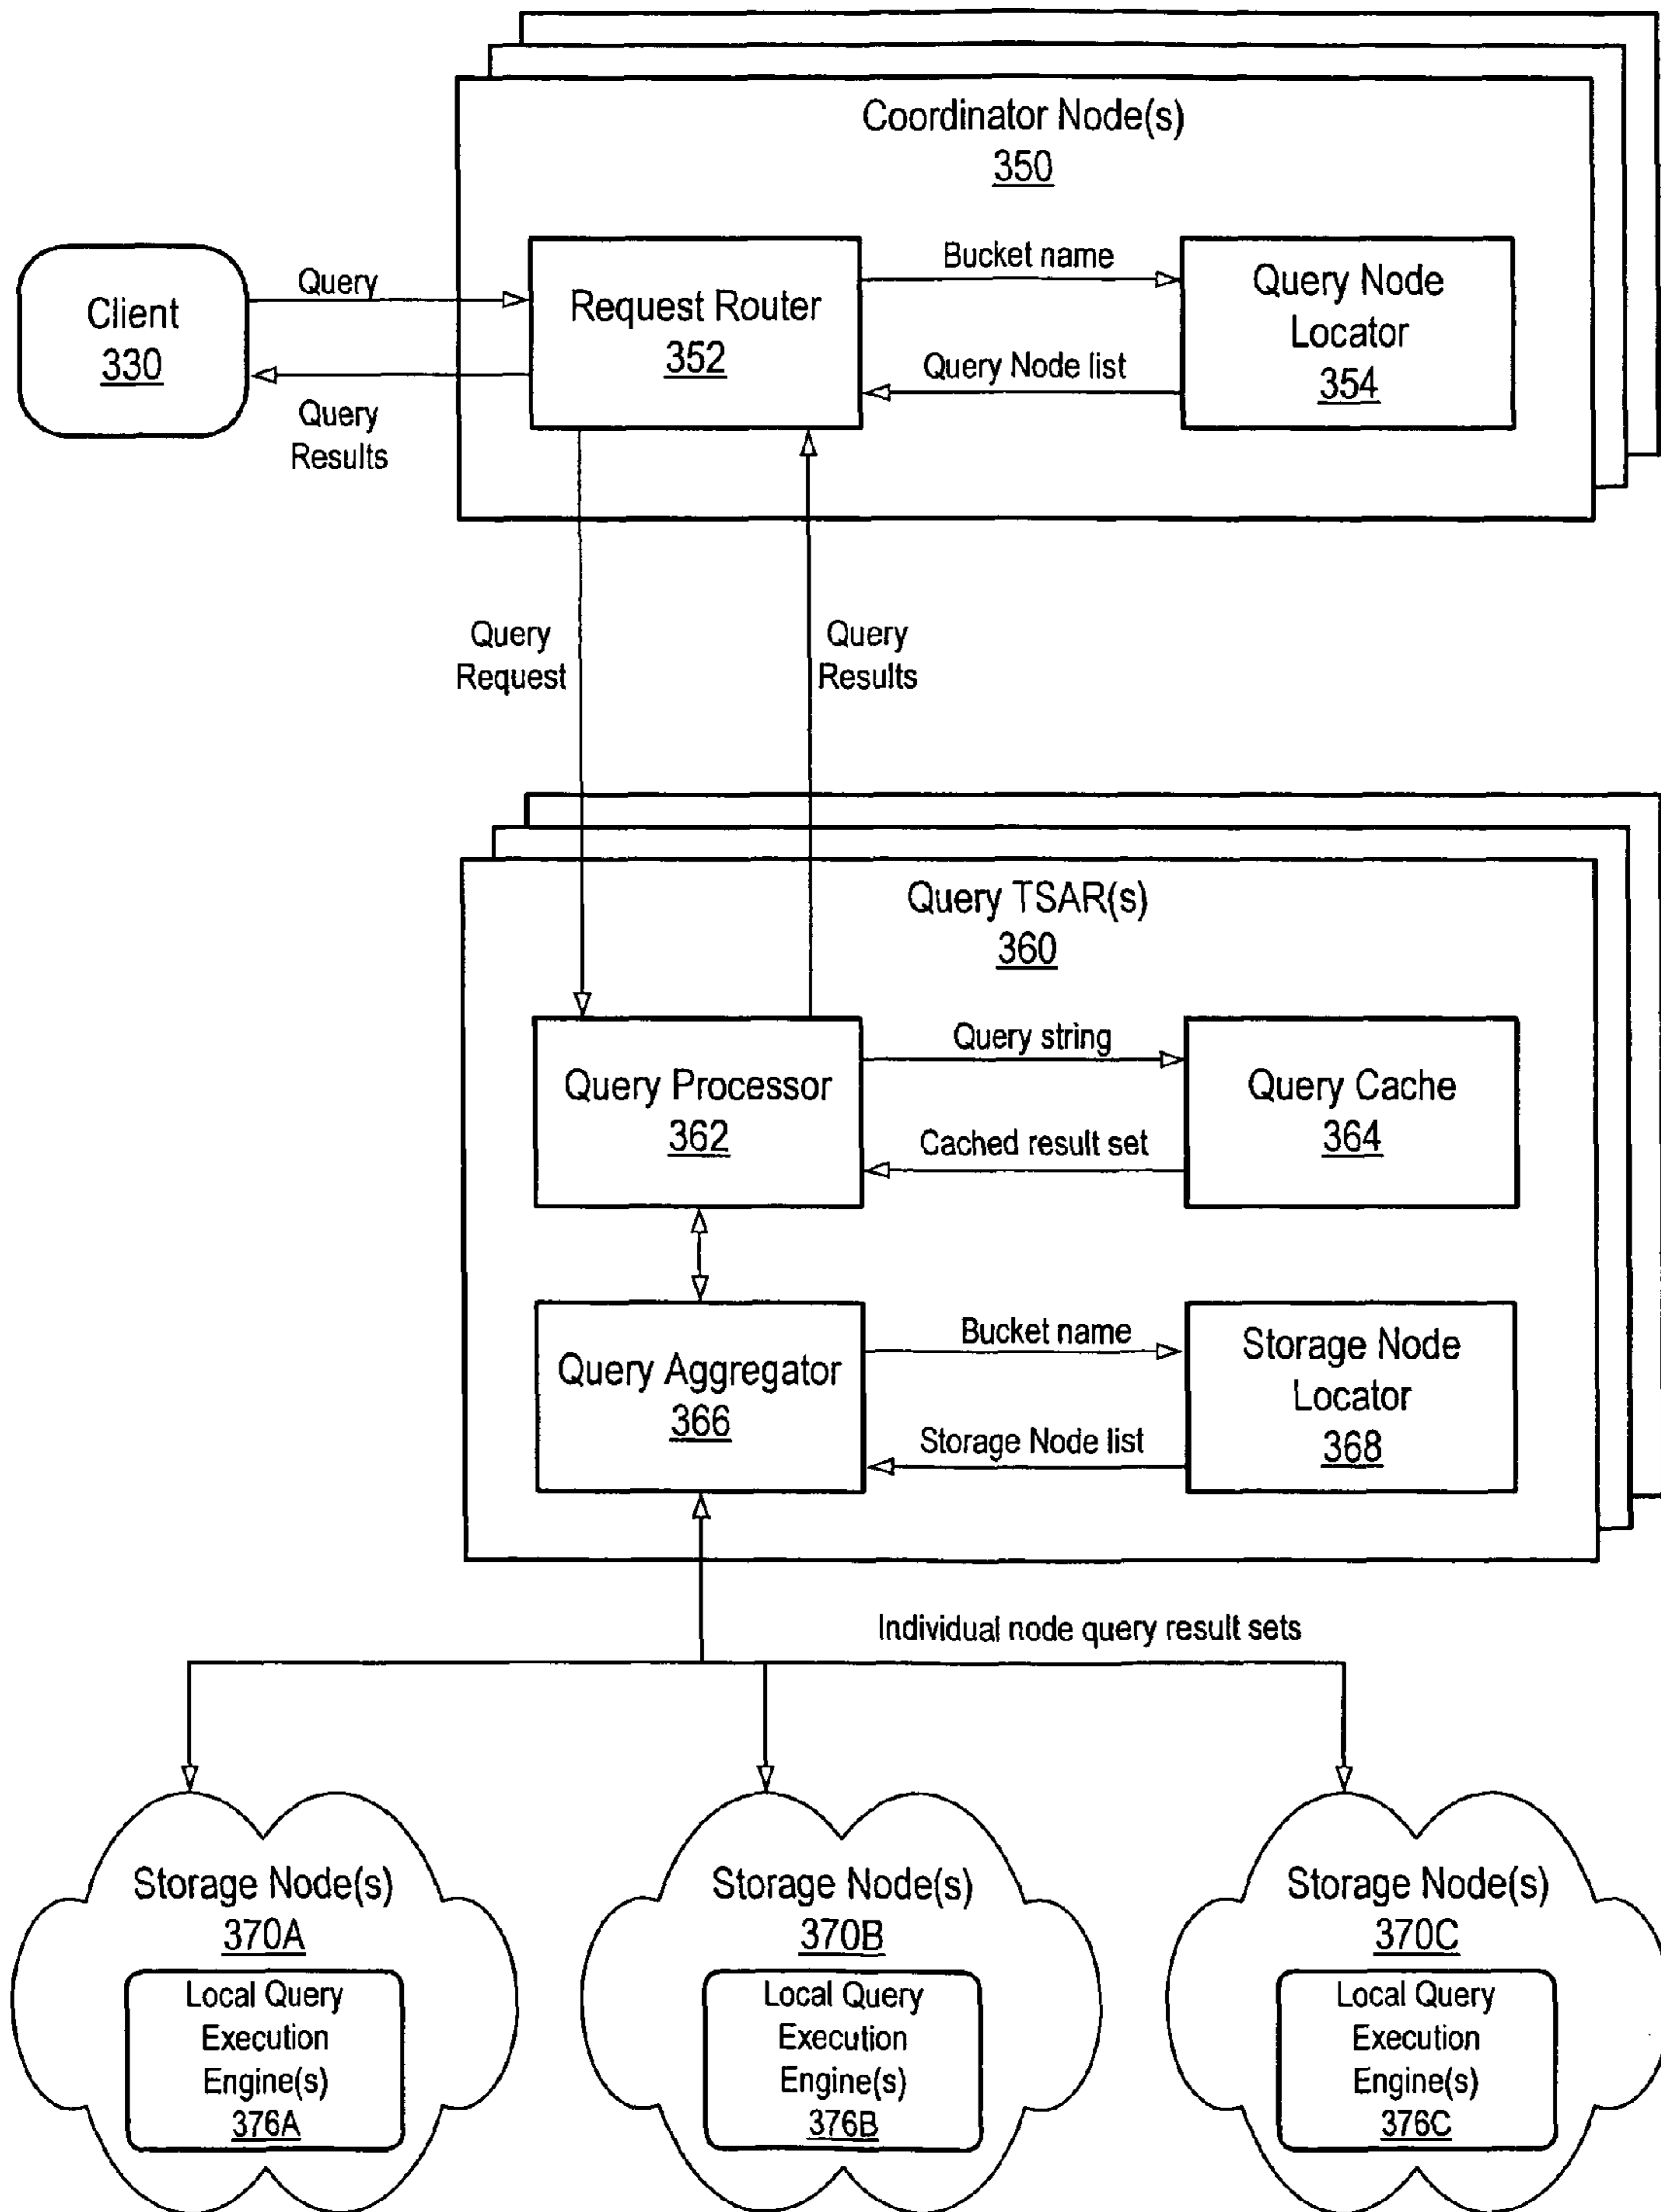 Coordinator Node(s)
350
Client
330
Query
Query
Results
Request Router
352
Bucket name
Query Node list
Query Node
Locator
354
Query
Request
Query
Results
Query TSAR(s)
360
Query Processor
362
Query string
Cached result set
Query Cache
364
Query Aggregator
366
Bucket name
Storage Node list
Storage Node
Locator
368
Individual node query result sets
Storage Node(s)
370A
Local Query
Execution
Engine(s)
376A
Storage Node(s)
370B
Local Query
Execution
Engine(s)
376B
Storage Node(s)
370C
Local Query
Execution
Engine(s)
376C